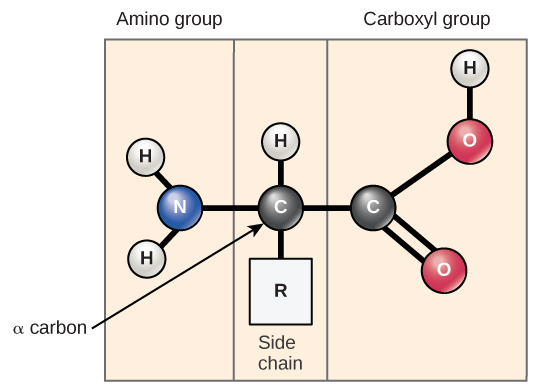 Amino group
Carboxyl group
H
H
H
O
N
C
C
H
O
R
α carbon
Side
chain